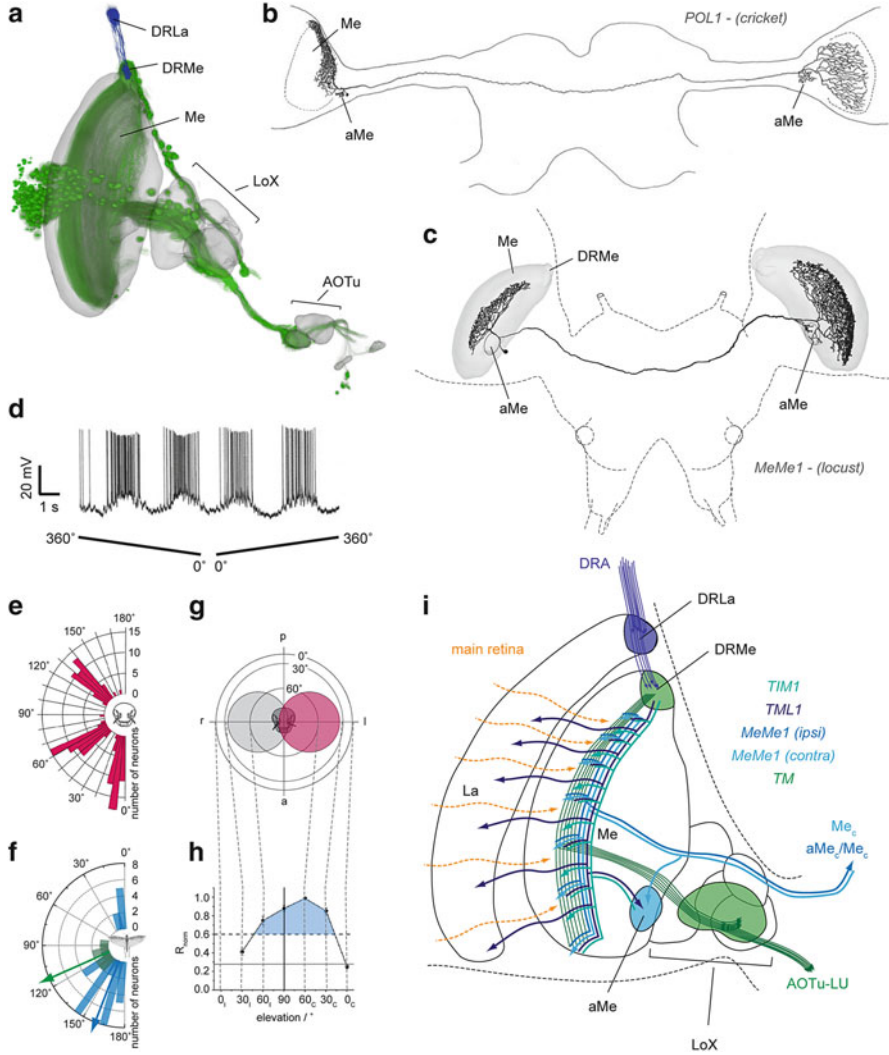 a
DRLa
DRMe
Me
LoX
AOTu
b
Me
POL1 - (cricket)
aMe
aMe
c
Me
DRMe
aMe
aMe
MeMe1 - (locust)
d
20 mV
1 s
360°
0°
0°
360°
e
180°
150°
120°
90°
60°
30°
0°
15
10
5
0
number of neurons
f
0°
30°
60°
90°
120°
150°
180°
8
6
4
2
0
number of neurons
g
p
0°
30°
60°
r
l
a
h
1.0
0.8
0.6
0.4
0.2
0.0
Rnorm
0i
30i
60i
90
60c
30c
0c
elevation / °
i
DRA
DRLa
DRMe
main retina
TIM1
TML1
MeMe1 (ipsi)
MeMe1 (contra)
TM
La
Me
Mec
aMec/Mec
aMe
AOTu-LU
LoX